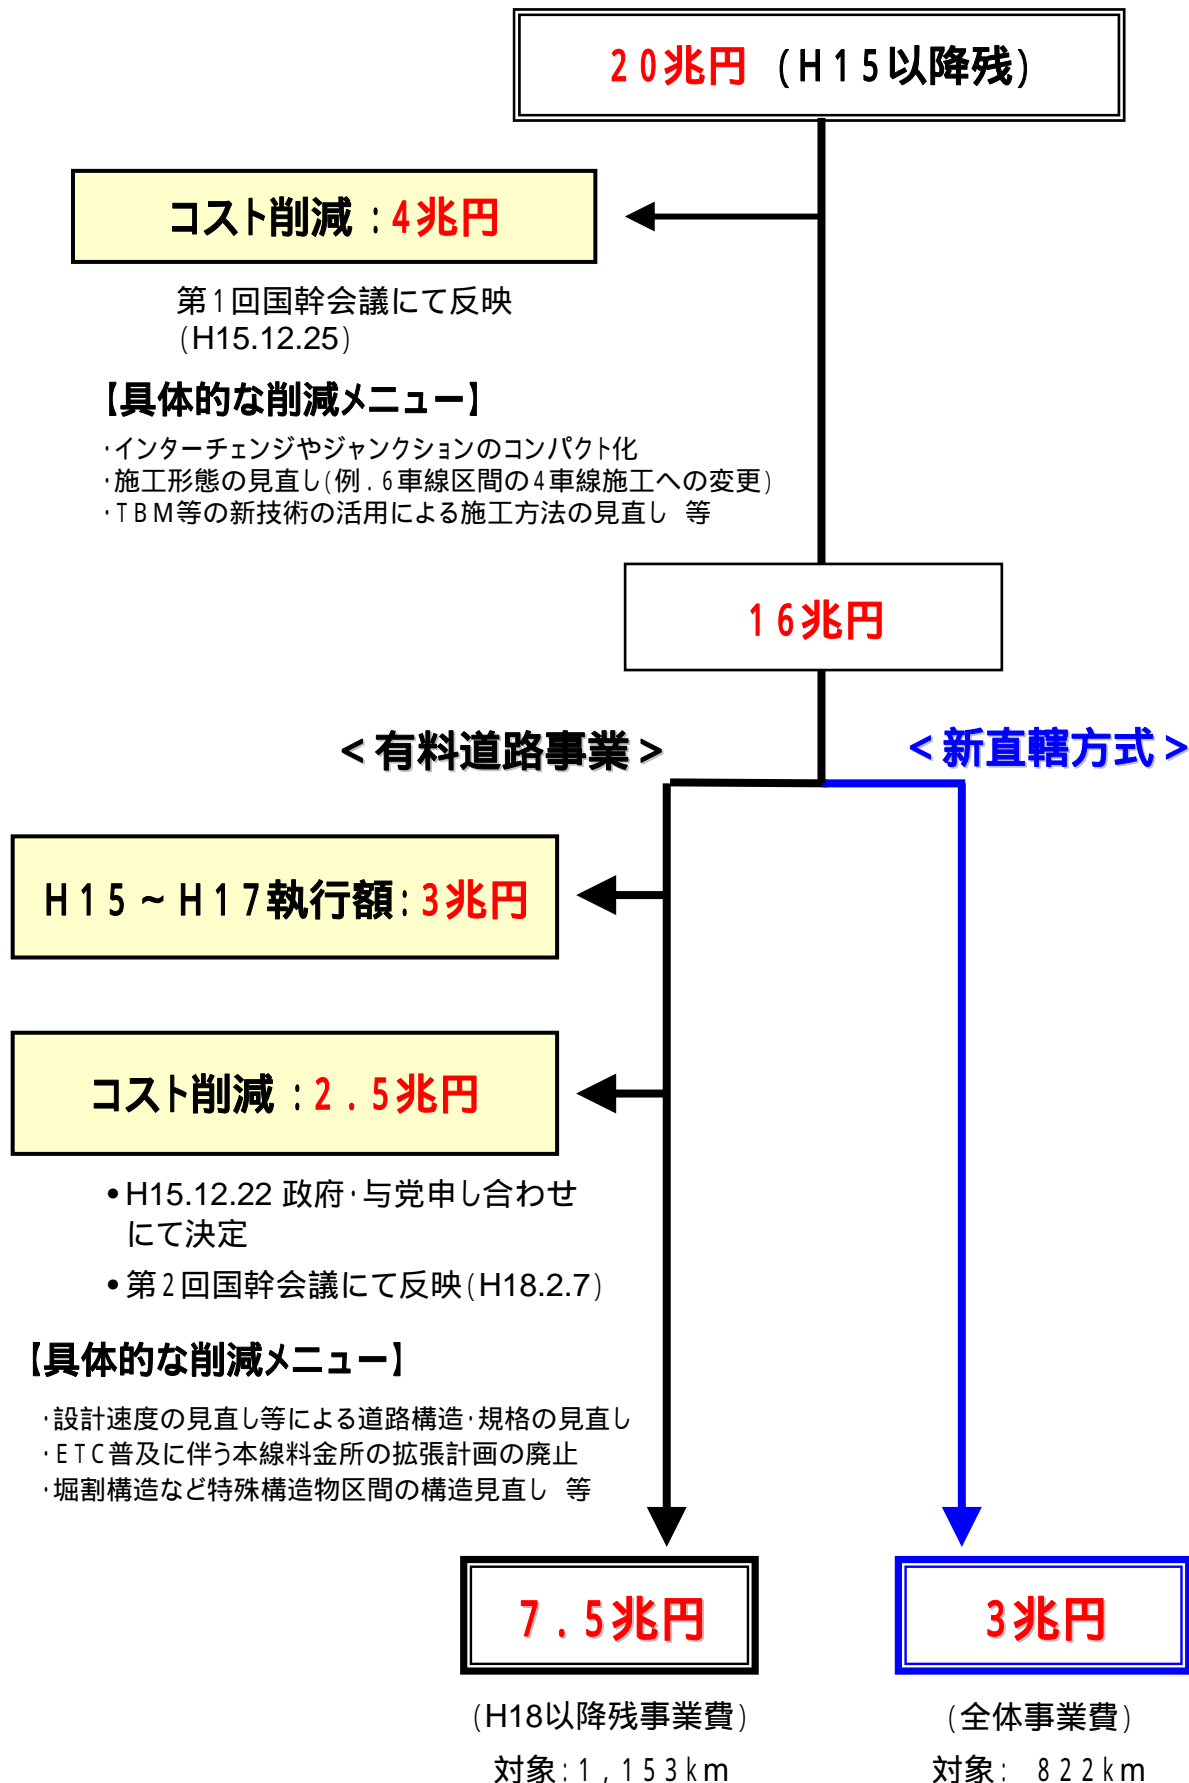 20兆円 (H15以降残)
コスト削減:4兆円
第1回国幹会議にて反映
(H15.12.25)
【具体的な削減メニュー】
・インターチェンジやジャンクションのコンパクト化
・施工形態の見直し(例.6車線区間の4車線施工への変更)
・TBM等の新技術の活用による施工方法の見直し 等
16兆円
<有料道路事業>
<新直轄方式>
H15~H17執行額:3兆円
コスト削減:2.5兆円
•H15.12.22 政府・与党申し合わせ
にて決定
•第2回国幹会議にて反映(H18.2.7)
【具体的な削減メニュー】
・設計速度の見直し等による道路構造・規格の見直し
・ETC普及に伴う本線料金所の拡張計画の廃止
・堀割構造など特殊構造物区間の構造見直し 等
7.5兆円
3兆円
(H18以降残事業費)
(全体事業費)
対象:1,153km
対象: 822km